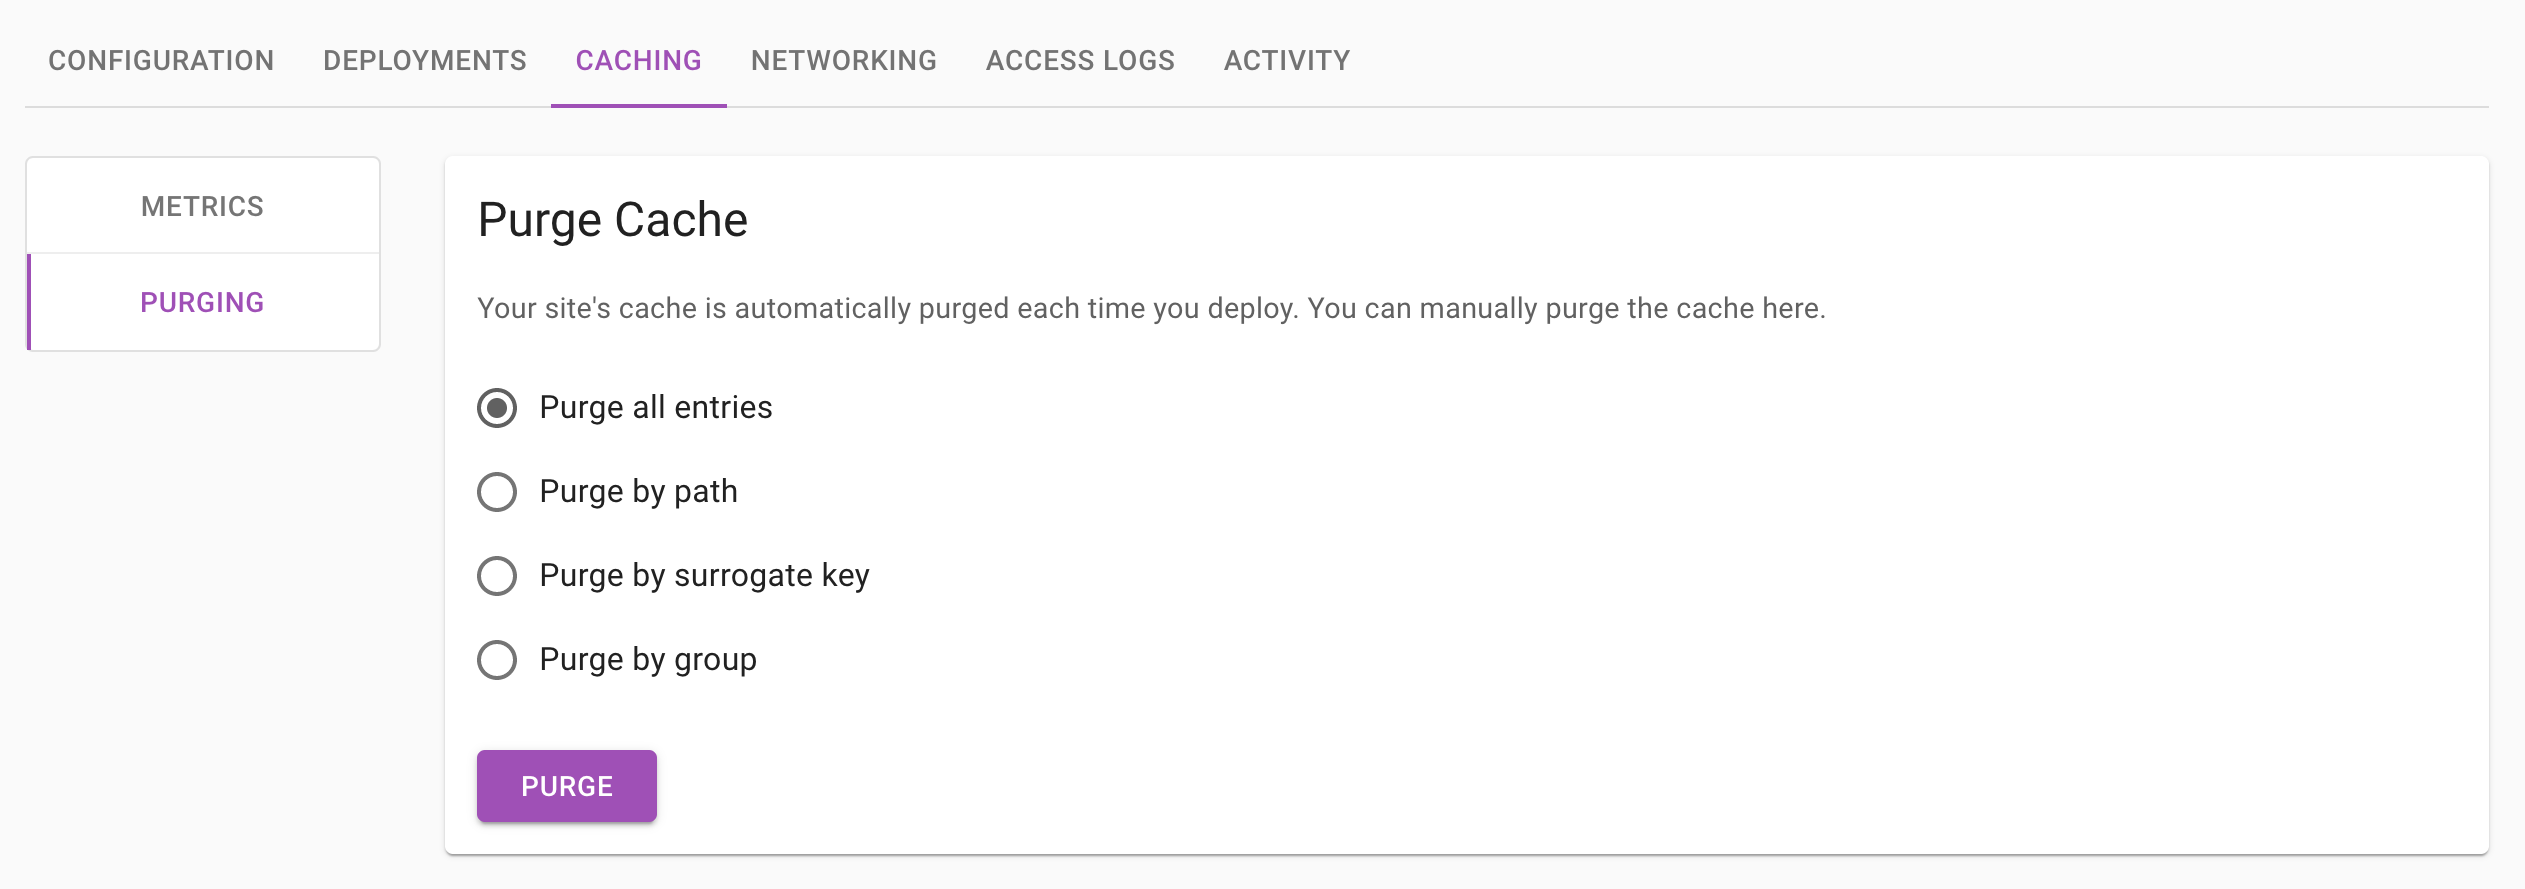 CONFIGURATION DEPLOYMENTS CACHING NETWORKING ACCESS LOGS ACTIVITY
METRICS
PURGING
Purge Cache
Your site's cache is automatically purged each time you deploy. You can manually purge the cache here.
Purge all entries
Purge by path
Purge by surrogate key
Purge by group
PURGE